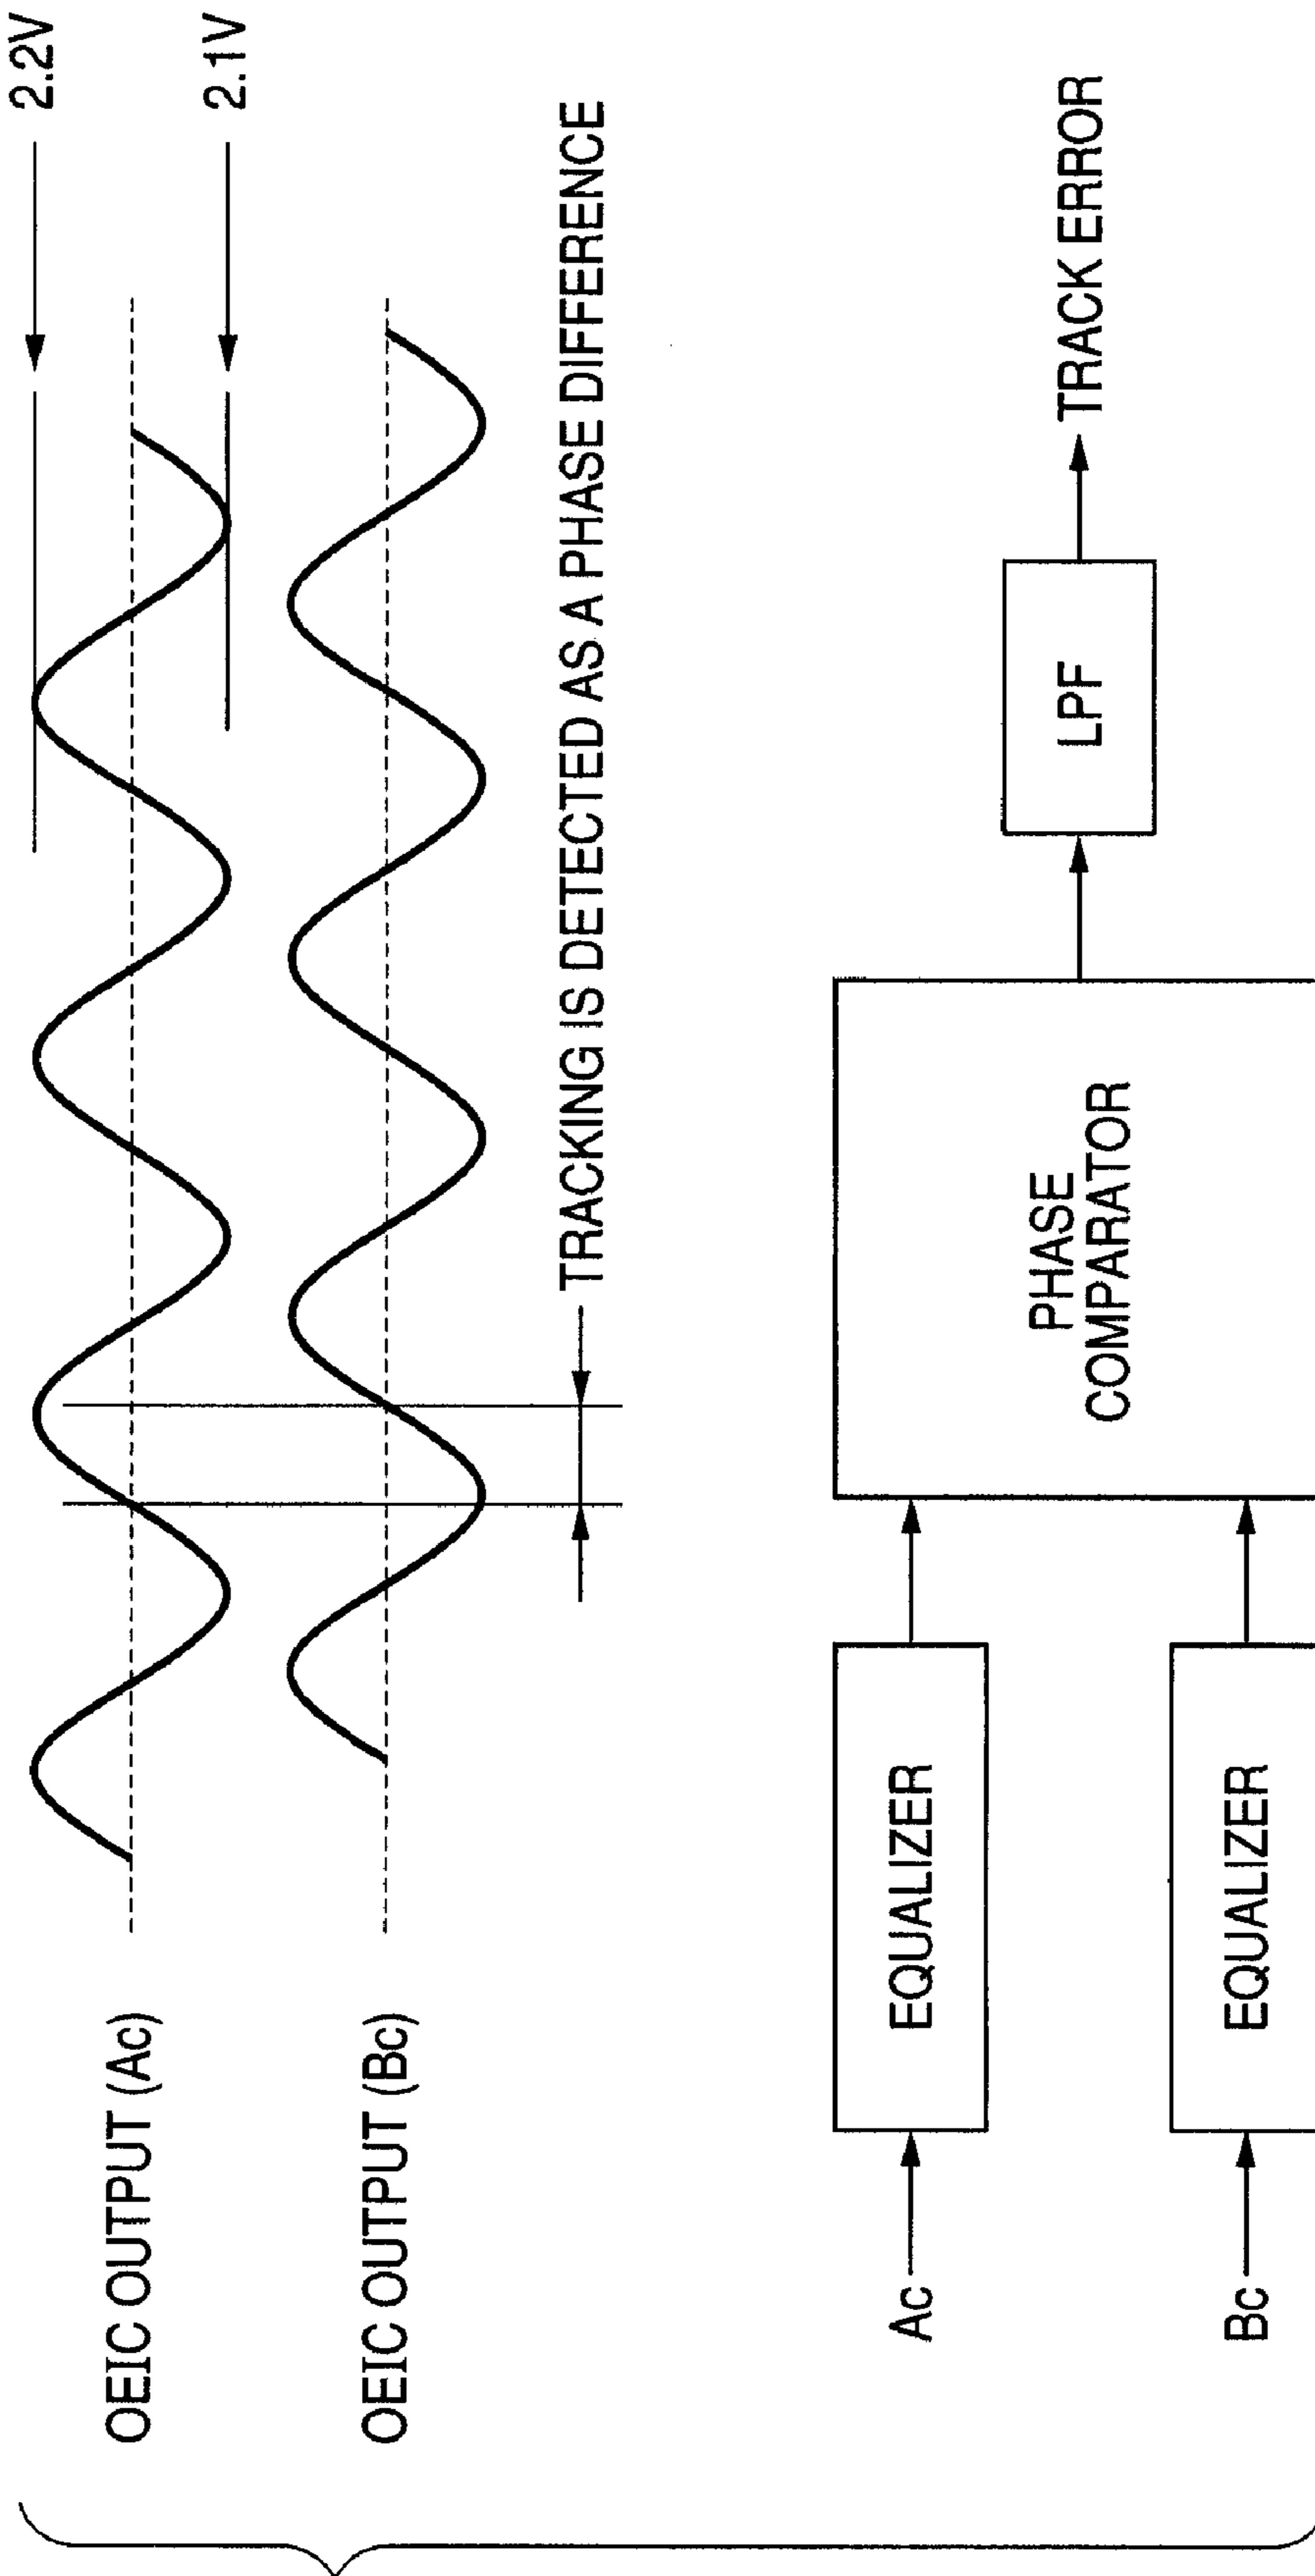 2.2V
2.1V
OEIC OUTPUT (Ac)
OEIC OUTPUT (Bc)
TRACKING IS DETECTED AS A PHASE DIFFERENCE
Ac
EQUALIZER
PHASE
COMPARATOR
LPF
TRACK ERROR
Bc
EQUALIZER